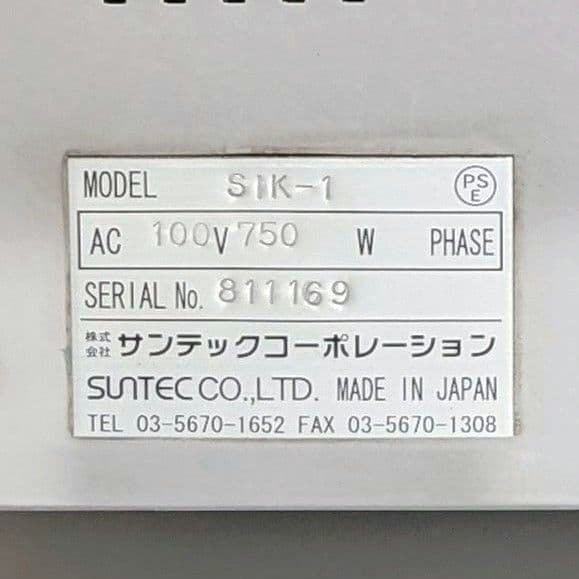 MODEL SIK-1 PSE
AC 100V 750 W PHASE
SERIAL No. 811169
株式会社 サンテックコーポレーション
SUNTEC CO.,LTD. MADE IN JAPAN
TEL 03-5670-1652 FAX 03-5670-1308